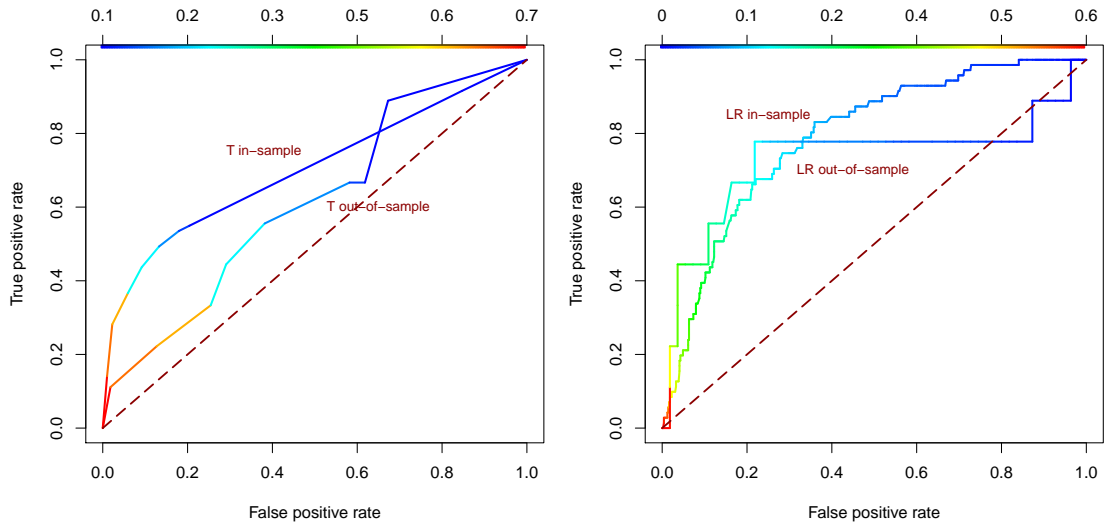 0.1 0.2 0.3 0.4 0.5 0.6 0.7
1.0
0.8
0.6
0.4
0.2
0.0
True positive rate
T in−sample
T out−of−sample
0.0 0.2 0.4 0.6 0.8 1.0
False positive rate
0 0.1 0.2 0.4 0.5 0.6
1.0
0.8
0.6
0.4
0.2
0.0
True positive rate
LR in−sample
LR out−of−sample
0.0 0.2 0.4 0.6 0.8 1.0
False positive rate